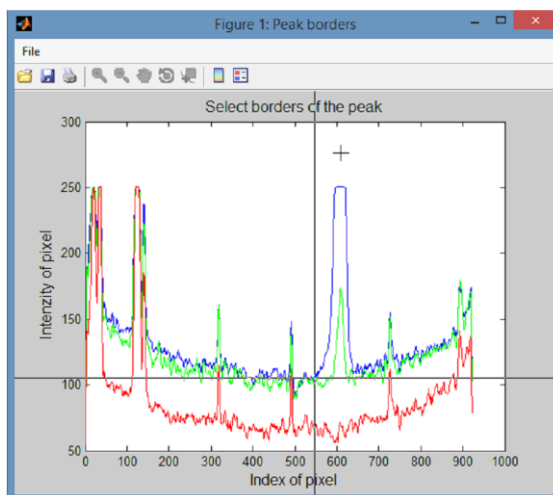 Figure 1: Peak borders
File
Select borders of the peak
300
250
200
150
100
50
Intenzity of pixel
0 100 200 300 400 500 600 700 800 900 1000
Index of pixel